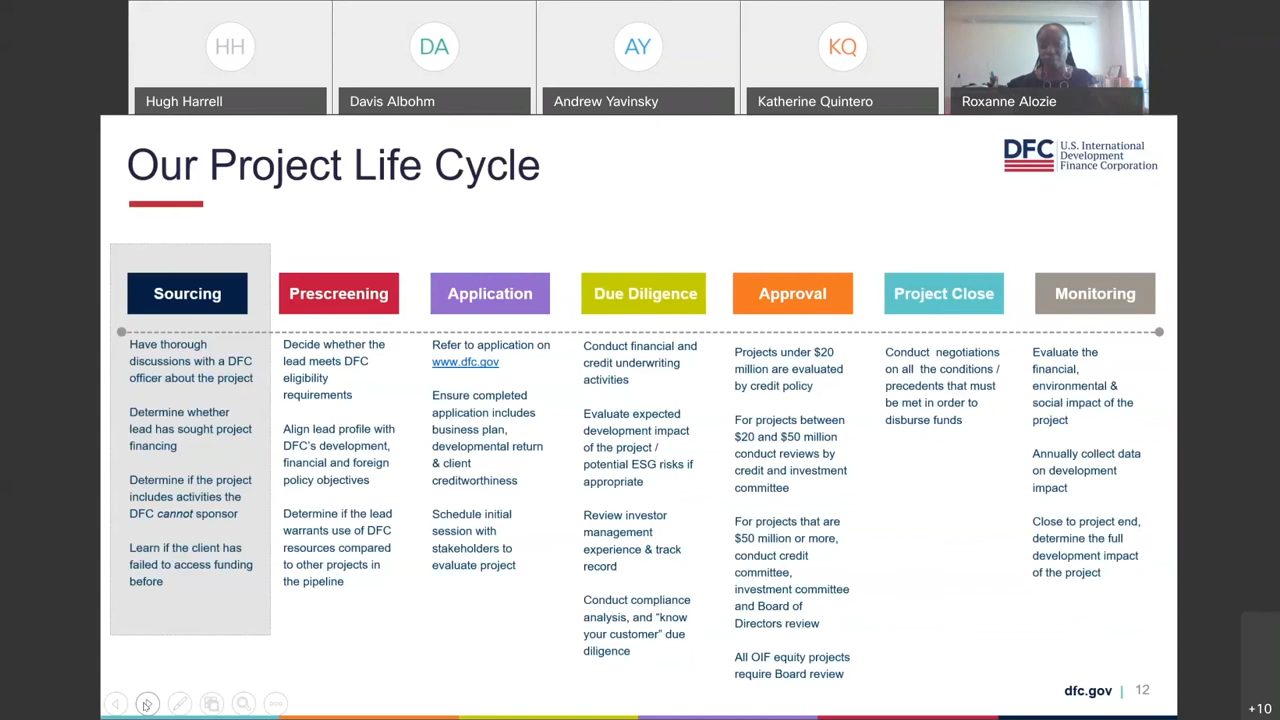 HH
DA
AY
KQ
Hugh Harrell
Davis Albohm
Andrew Yavinsky
Katherine Quintero
Roxanne Alozie
Our Project Life Cycle
DFC
U.S. International
Development
Finance Corporation
Sourcing
Have thorough
discussions with a DFC
officer about the project
Determine whether
lead has sought project
financing
Determine if the project
includes activities the
DFC cannot sponsor
Learn if the client has
failed to access funding
before
Prescreening
Decide whether the
lead meets DFC
eligibility
requirements
Align lead profile with
DFC's development,
financial and foreign
policy objectives
Determine if the lead
warrants use of DFC
resources compared
to other projects in
the pipeline
Application
Refer to application on
www.dfc.gov
Ensure completed
application includes
business plan,
developmental return
& client
creditworthiness
Schedule initial
session with
stakeholders to
evaluate project
Due Diligence
Conduct financial and
credit underwriting
activities
Evaluate expected
development impact
of the project /
potential ESG risks if
appropriate
Review investor
management
experience & track
record
Conduct compliance
analysis, and “know
your customer” due
diligence
Approval
Projects under $20
million are evaluated
by credit policy
For projects between
$20 and $50 million
conduct reviews by
credit and investment
committee
For projects that are
$50 million or more,
conduct credit
committee,
investment committee
and Board of
Directors review
All OIF equity projects
require Board review
Project Close
Conduct negotiations
on all the conditions /
precedents that must
be met in order to
disburse funds
Monitoring
Evaluate the
financial,
environmental &
social impact of the
project
Annually collect data
on development
impact
Close to project end,
determine the full
development impact
of the project
dfc.gov | 12
+10